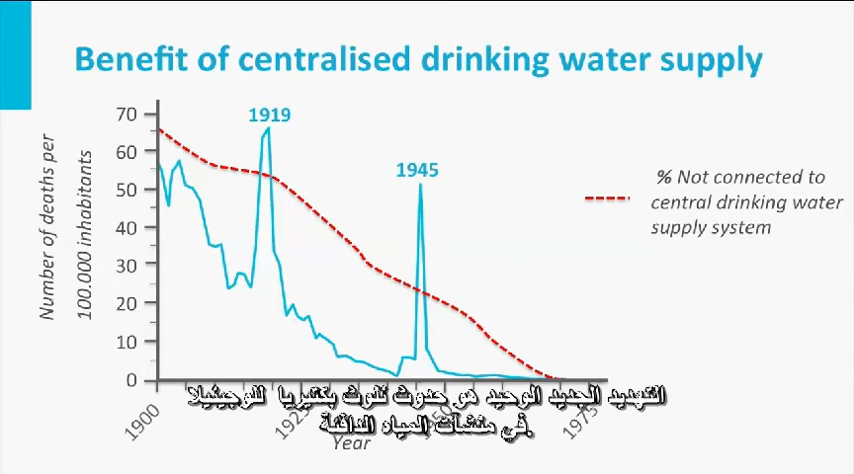 Benefit of centralised drinking water supply
Number of deaths per
100.000 inhabitants
70
60
50
40
30
20
10
0
1919
1945
% Not connected to
central drinking water
supply system
1900
1975
Year
التهديد الجديد الوحيد هو حدوث تلوث بكتيريا للوجينيلا
في منشآت المياه الدافئة.